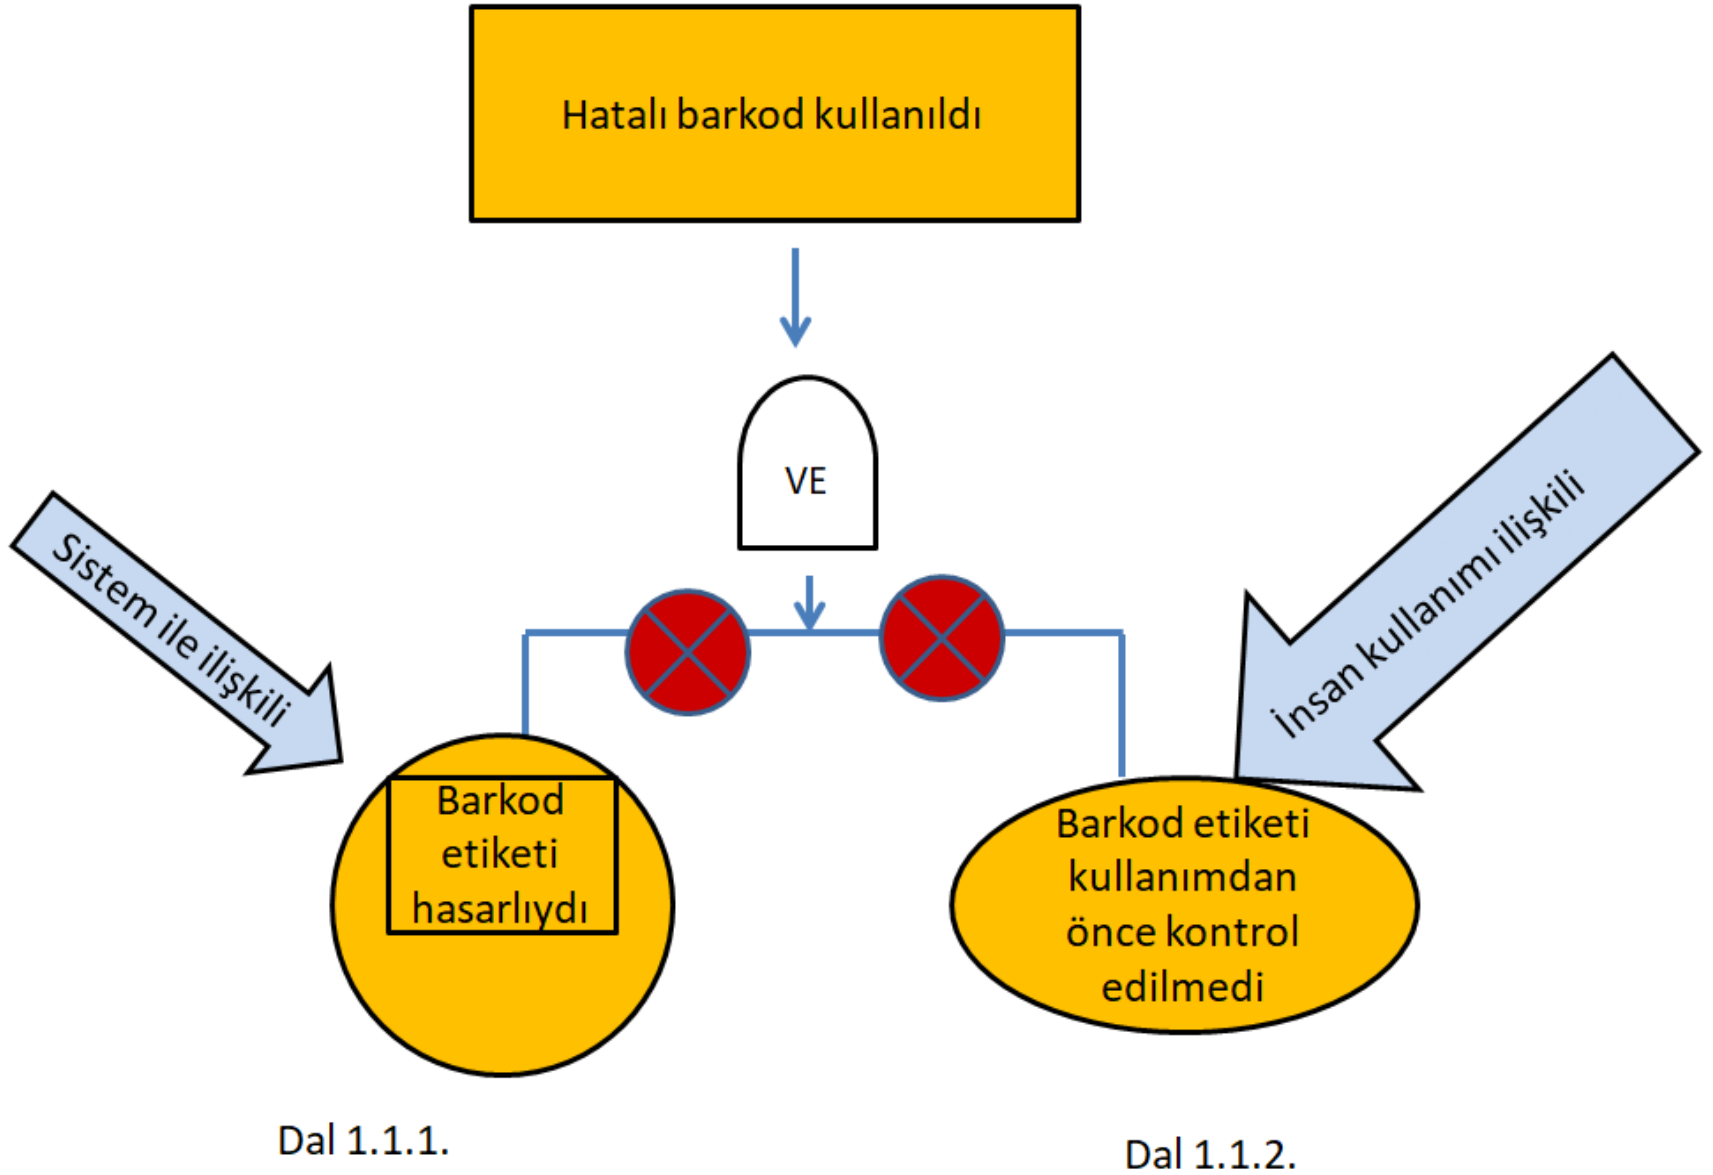 Hatalı barkod kullanıldı
VE
Sistem ile ilişkili
İnsan kullanımı ilişkili
Barkod
etiketi
hasarlıydı
Barkod etiketi
kullanımdan
önce kontrol
edilmedi
Dal 1.1.1.
Dal 1.1.2.